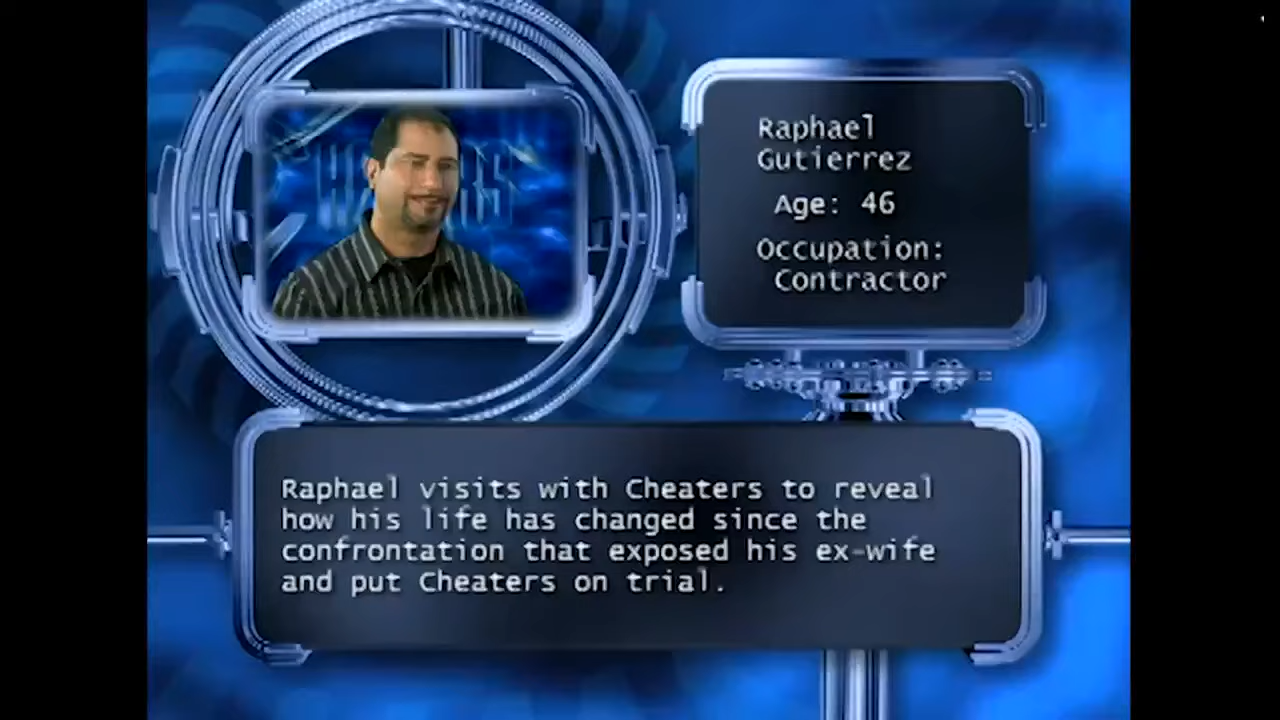 Raphael
Gutierrez
Age: 46
Occupation:
Contractor
Raphael visits with Cheaters to reveal
how his life has changed since the
confrontation that exposed his ex-wife
and put Cheaters on trial.